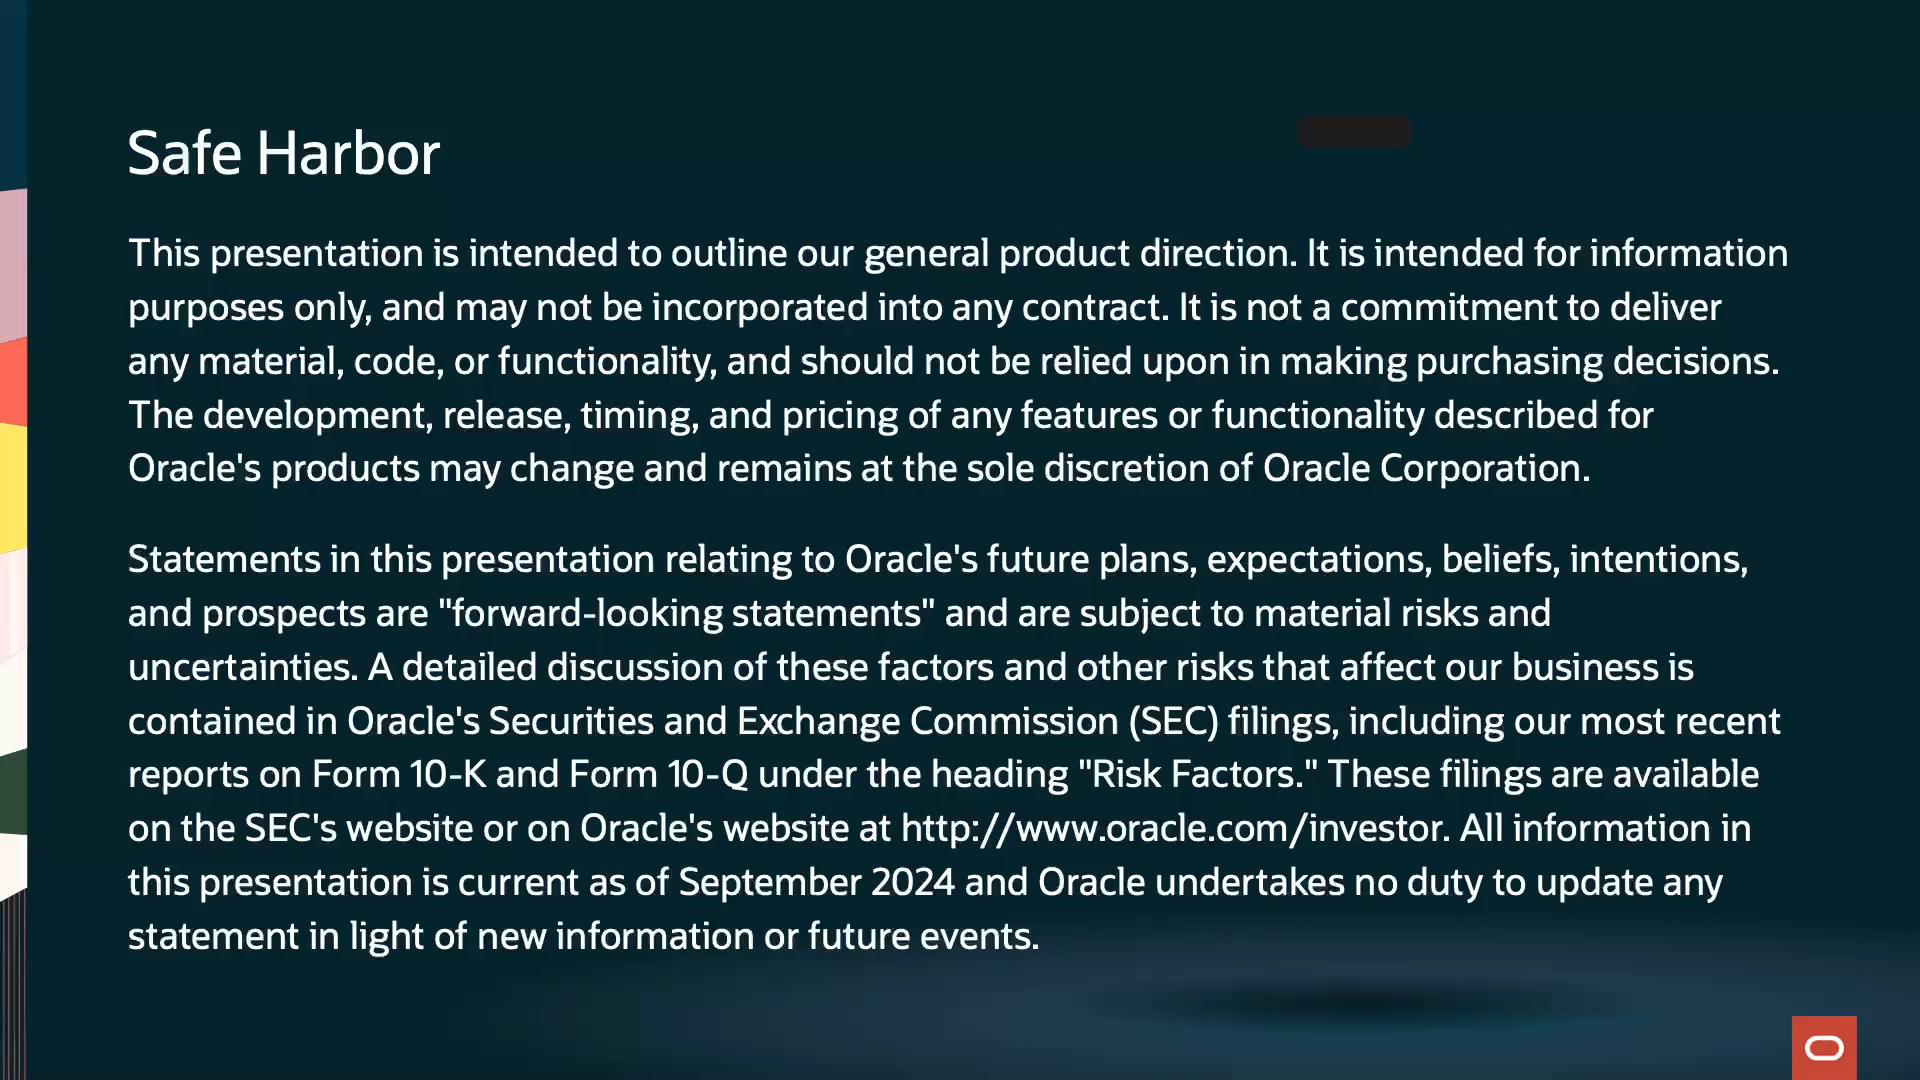 Safe Harbor
This presentation is intended to outline our general product direction. It is intended for information
purposes only, and may not be incorporated into any contract. It is not a commitment to deliver
any material, code, or functionality, and should not be relied upon in making purchasing decisions.
The development, release, timing, and pricing of any features or functionality described for
Oracle's products may change and remains at the sole discretion of Oracle Corporation.
Statements in this presentation relating to Oracle's future plans, expectations, beliefs, intentions,
and prospects are "forward-looking statements" and are subject to material risks and
uncertainties. A detailed discussion of these factors and other risks that affect our business is
contained in Oracle's Securities and Exchange Commission (SEC) filings, including our most recent
reports on Form 10-K and Form 10-Q under the heading "Risk Factors." These filings are available
on the SEC's website or on Oracle's website at http://www.oracle.com/investor. All information in
this presentation is current as of September 2024 and Oracle undertakes no duty to update any
statement in light of new information or future events.